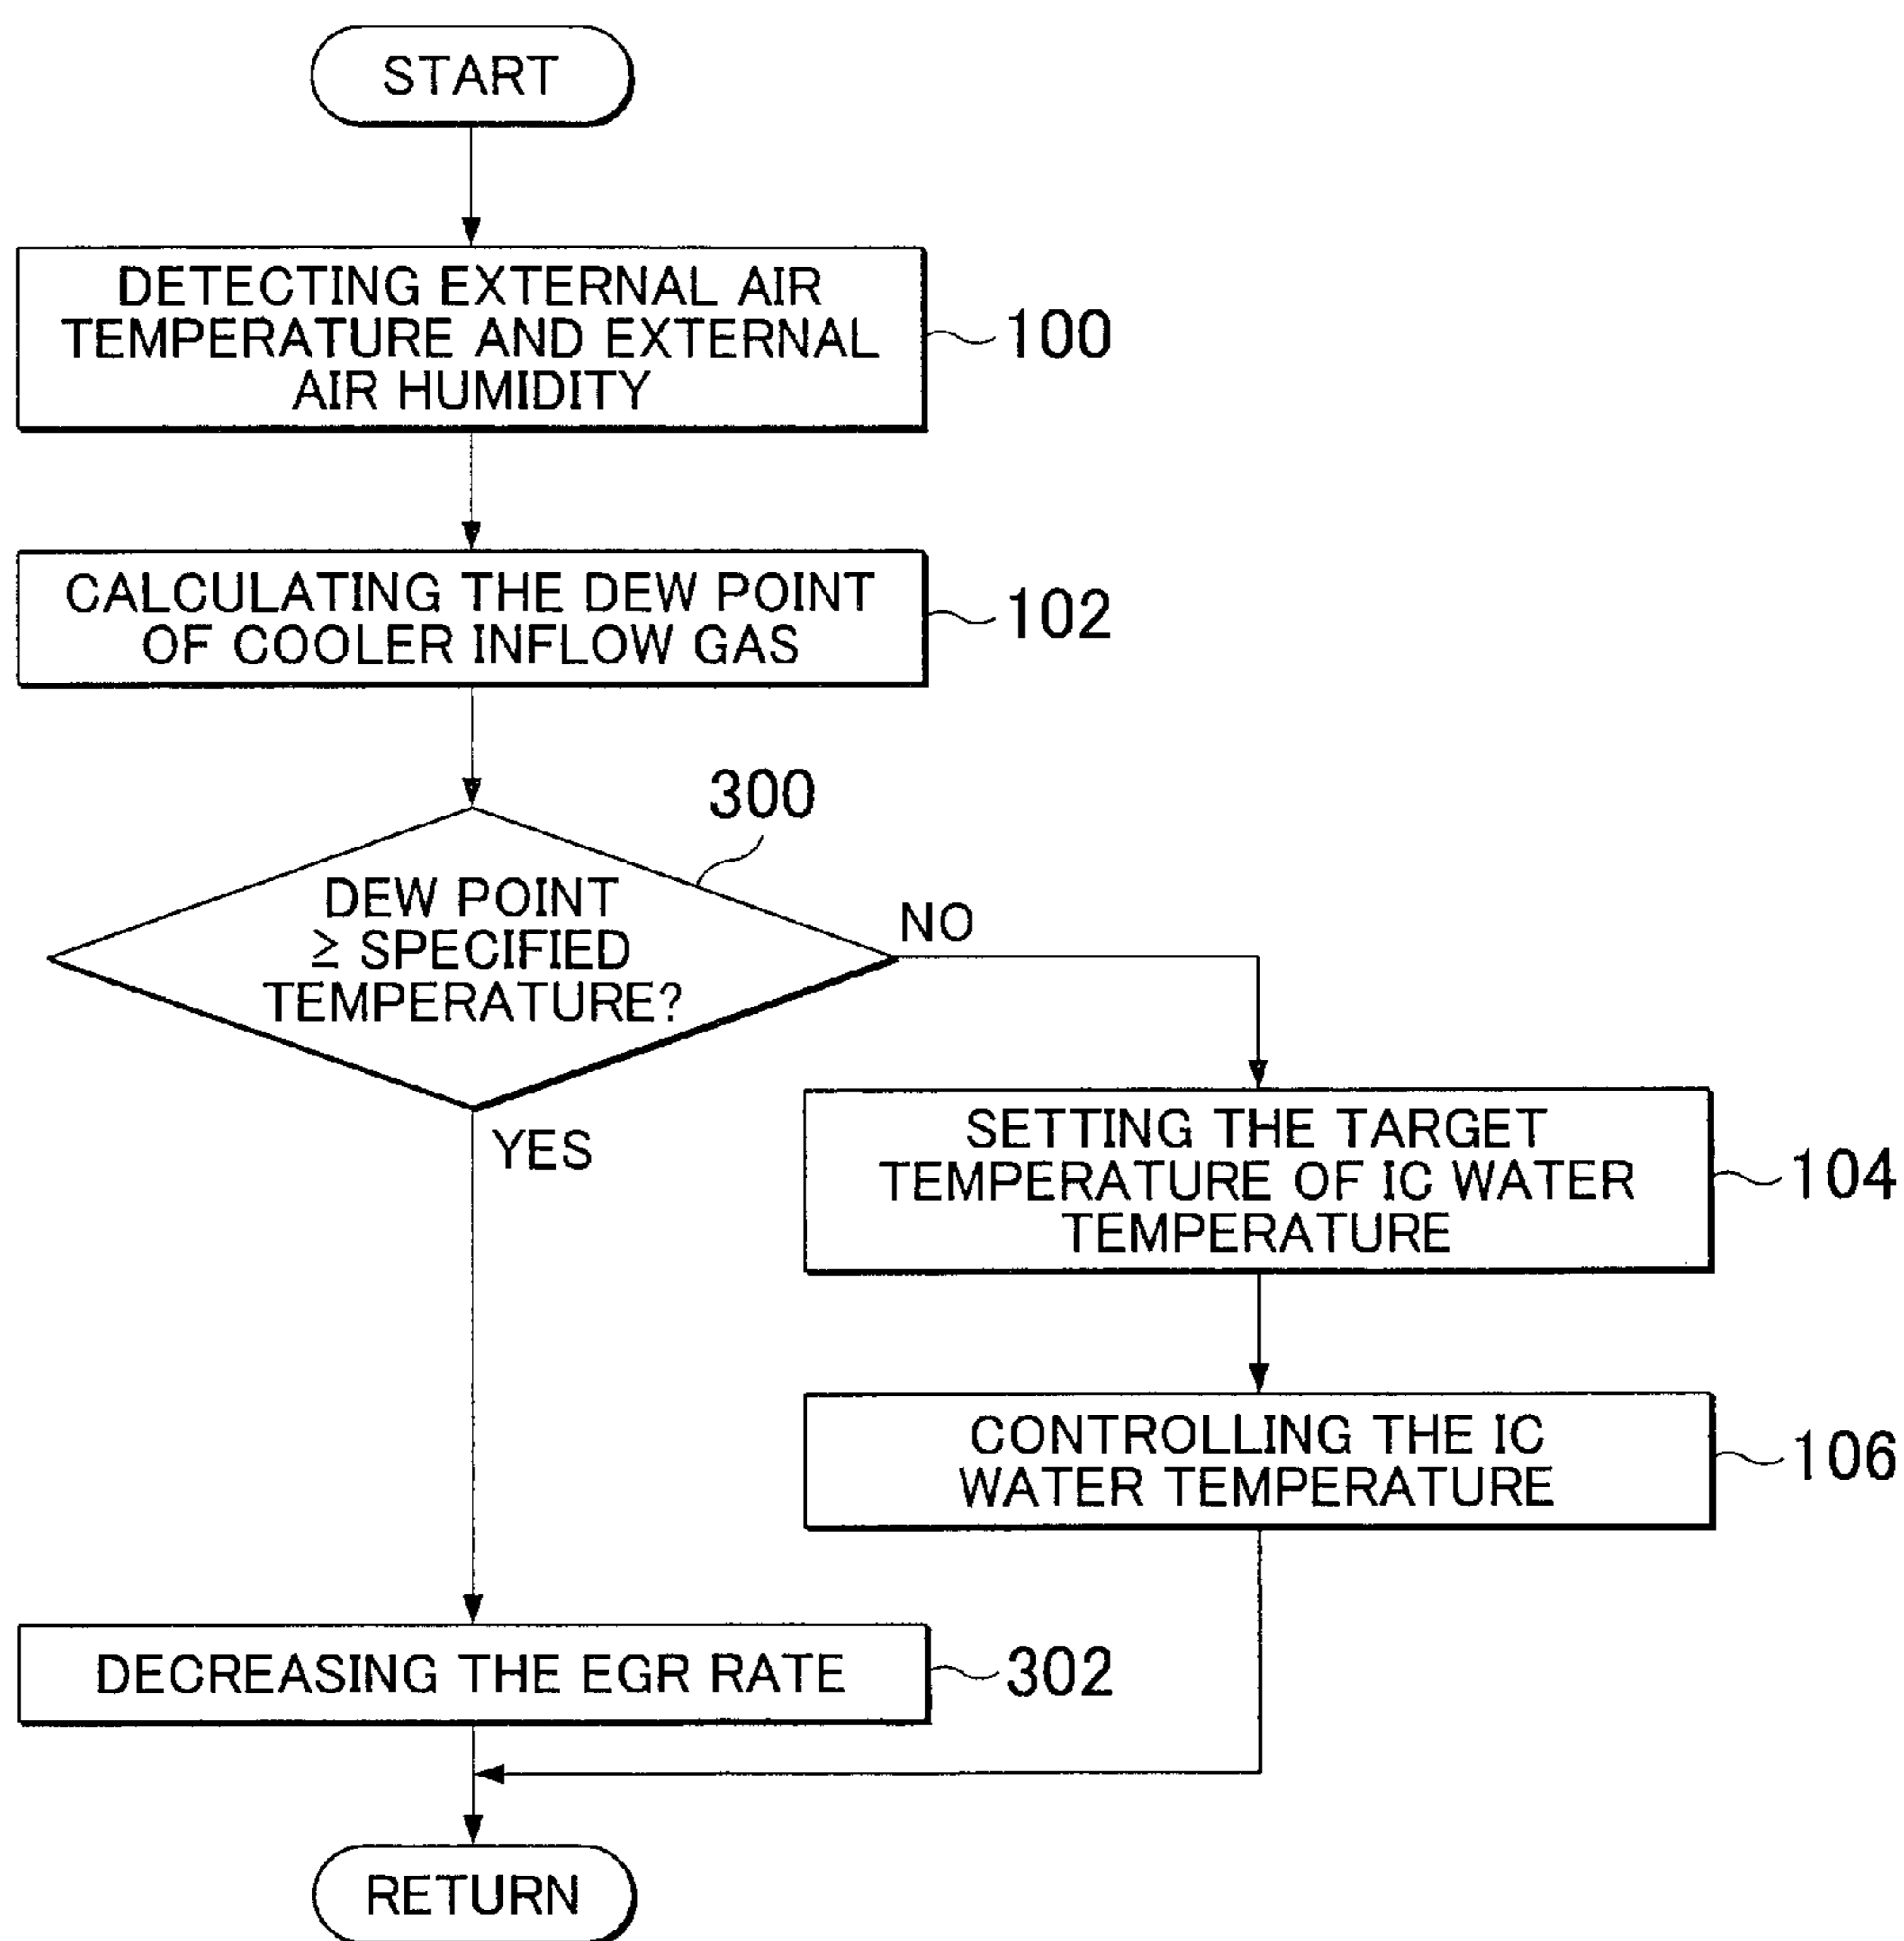 START
DETECTING EXTERNAL AIR
TEMPERATURE AND EXTERNAL
AIR HUMIDITY
100
CALCULATING THE DEW POINT
OF COOLER INFLOW GAS
102
300
DEW POINT
≥ SPECIFIED
TEMPERATURE?
NO
YES
SETTING THE TARGET
TEMPERATURE OF IC WATER
TEMPERATURE
104
CONTROLLING THE IC
WATER TEMPERATURE
106
DECREASING THE EGR RATE
302
RETURN